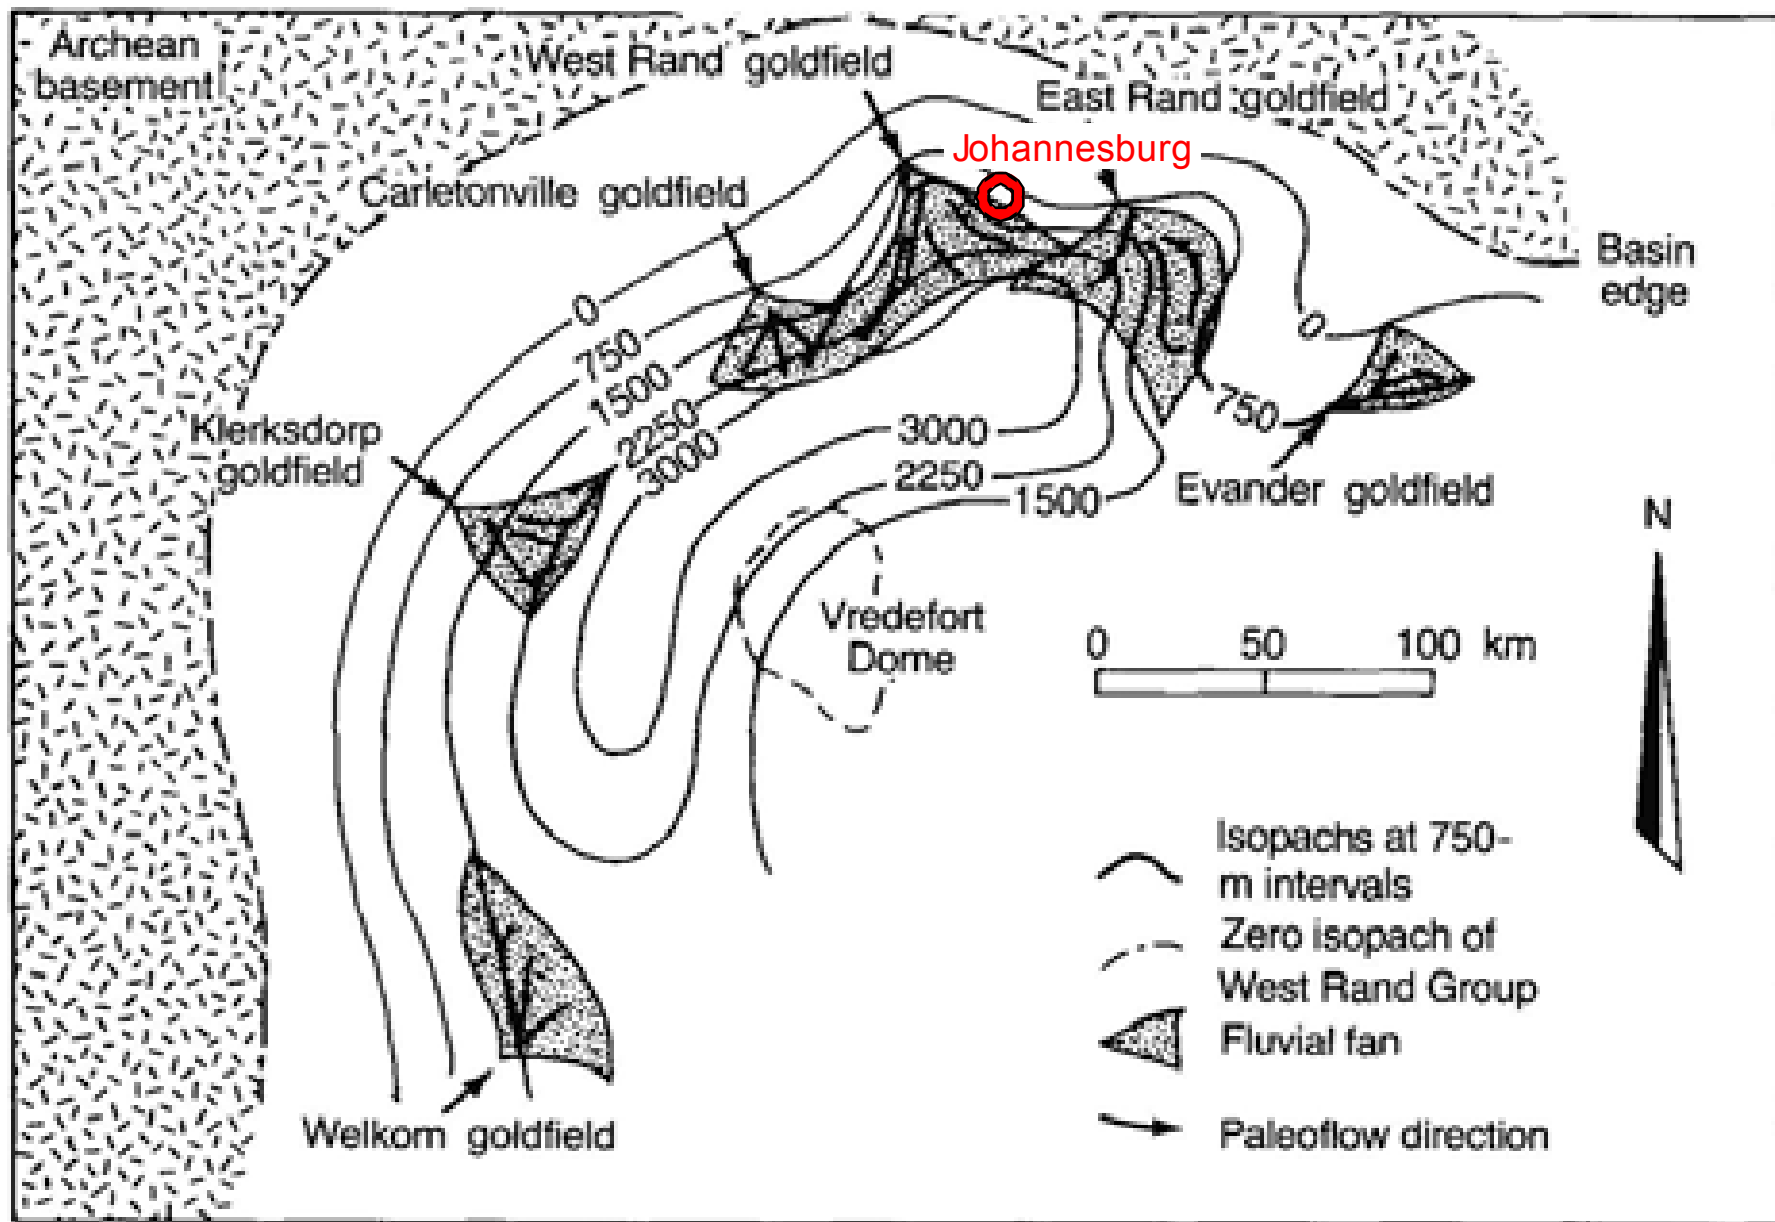 Archean
basement
West Rand goldfield
East Rand goldfield
Johannesburg
Carletonville goldfield
Basin
edge
0
750
1500
2250
3000
0
750
3000
2250
1500
Klerksdorp
goldfield
Evander goldfield
N
Vredefort
Dome
0 50 100 km
Isopachs at 750-
m intervals
Zero isopach of
West Rand Group
Fluvial fan
Paleoflow direction
Welkom goldfield